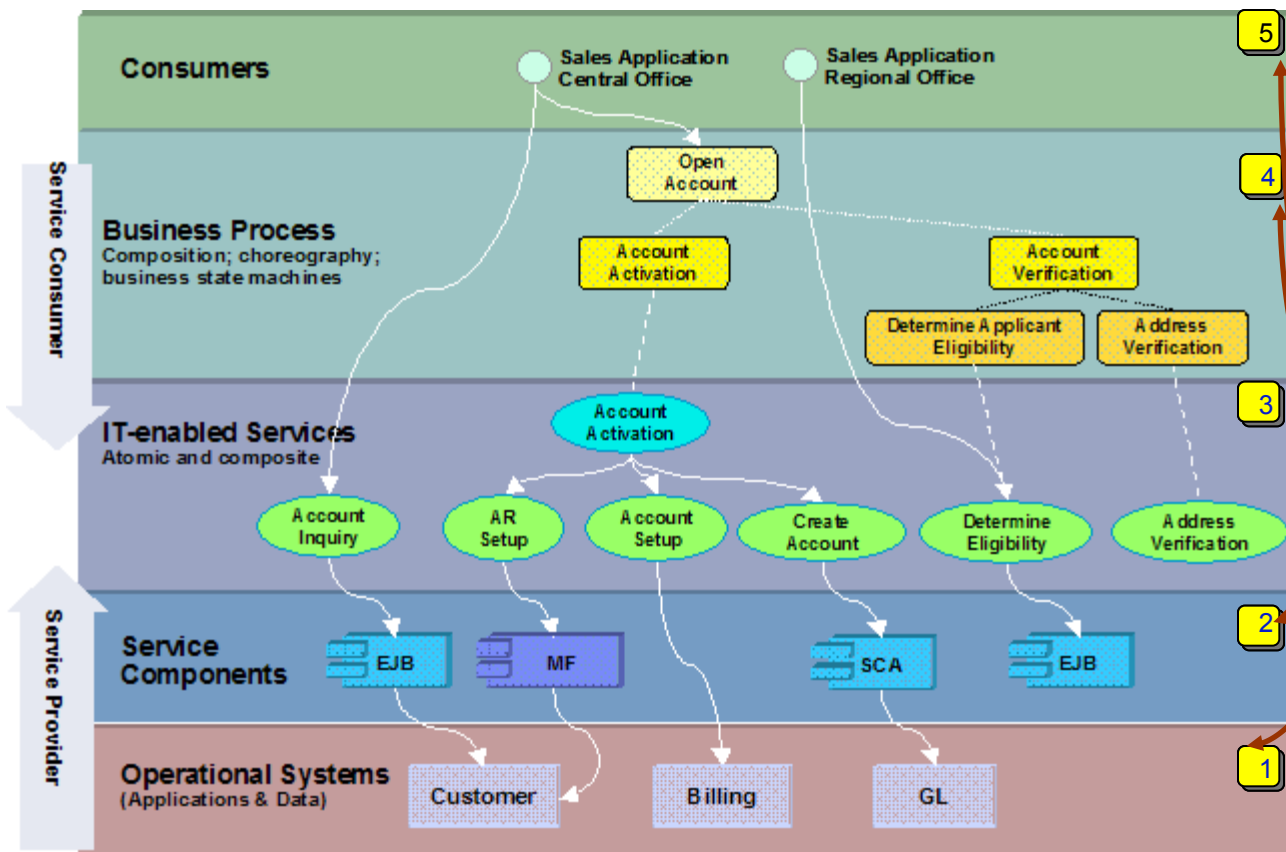 5
Consumers
Sales Application
Central Office
Sales Application
Regional Office
4
Service Consumer
Open
Account
Business Process
Composition; choreography;
business state machines
Account
Activation
Account
Verification
Determine Applicant
Eligibility
Address
Verification
3
IT-enabled Services
Atomic and composite
Account
Activation
Account
Inquiry
AR
Setup
Account
Setup
Create
Account
Determine
Eligibility
Address
Verification
2
Service Provider
Service
Components
EJB
MF
SCA
EJB
1
Operational Systems
(Applications & Data)
Customer
Billing
GL